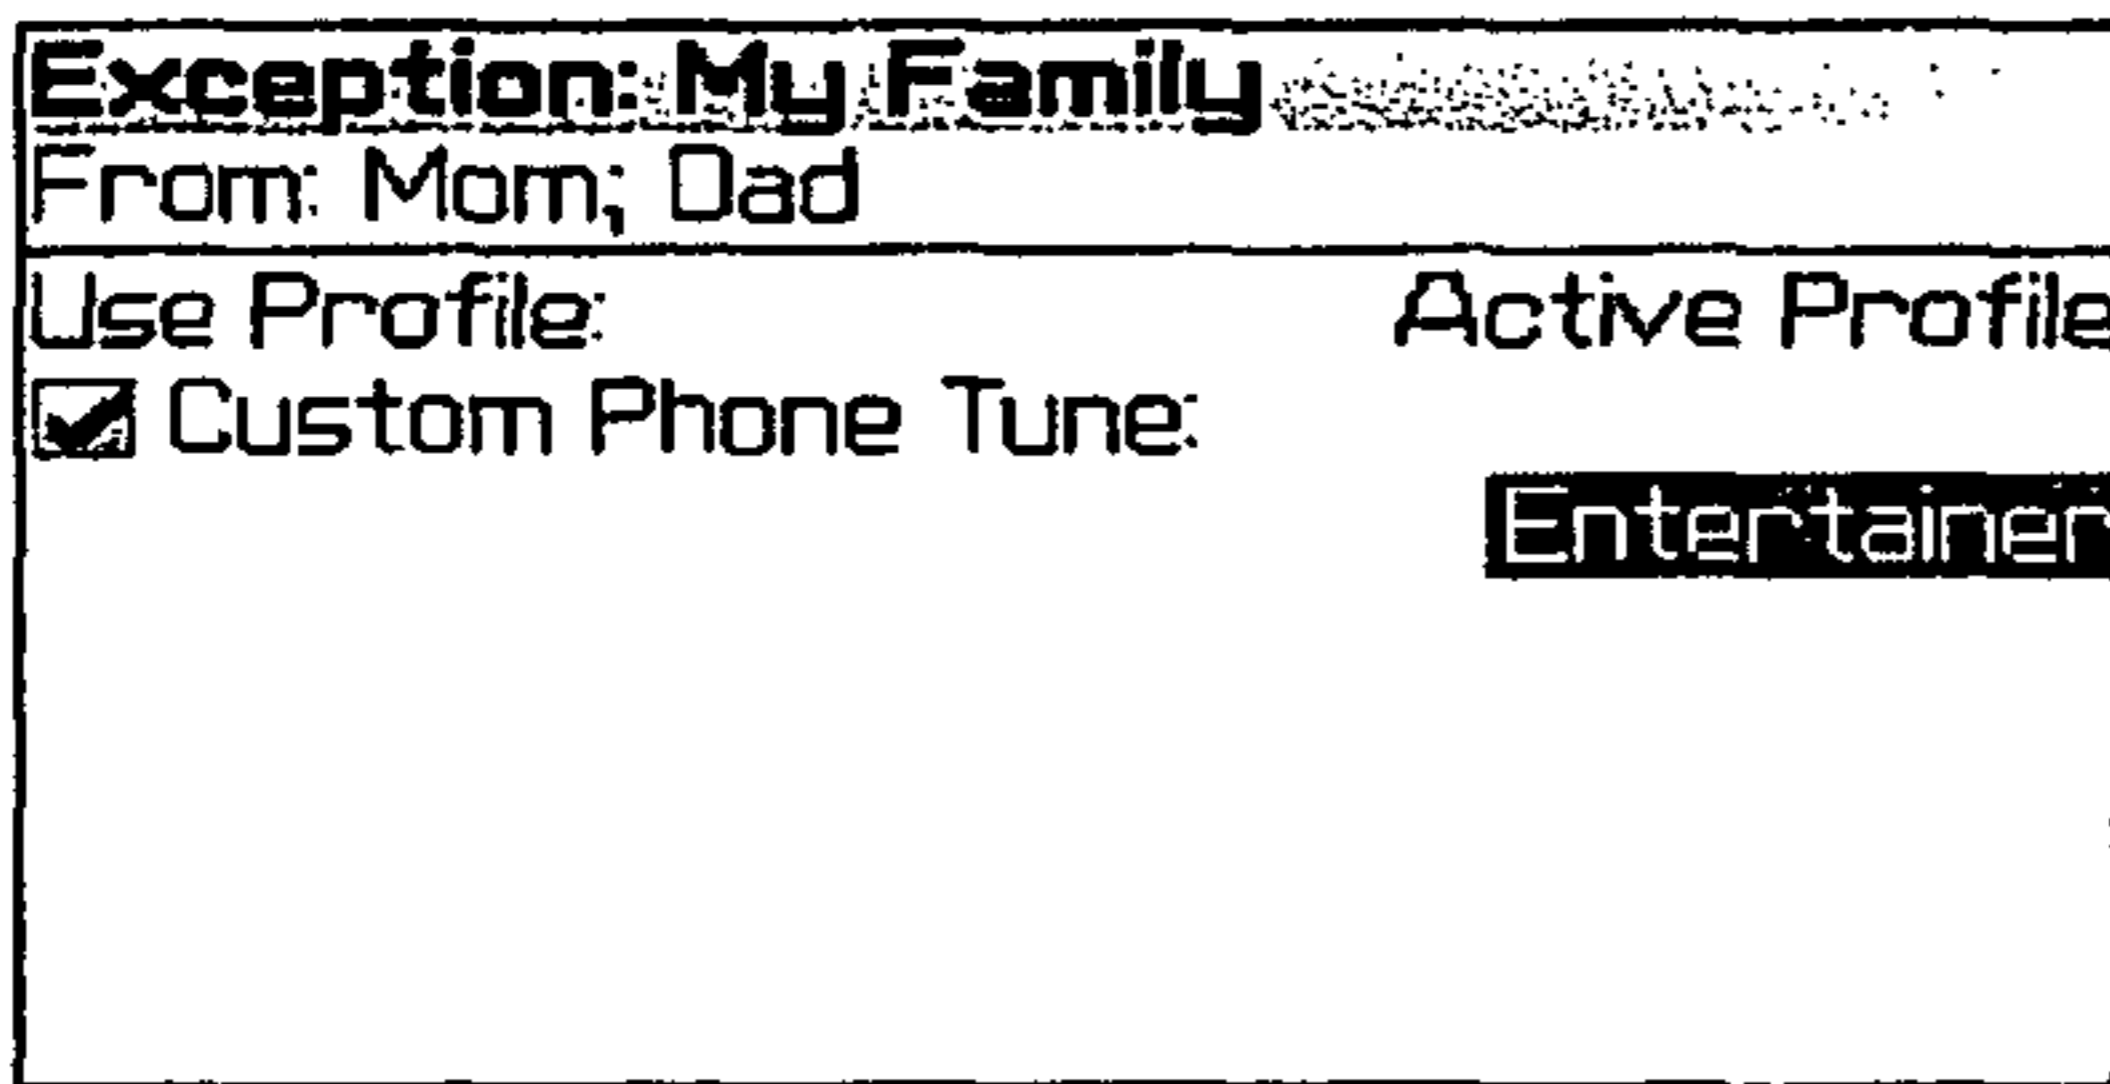 Exception: My Family
From: Mom; Dad
Use Profile: Active Profile
Custom Phone Tune:
Entertainer